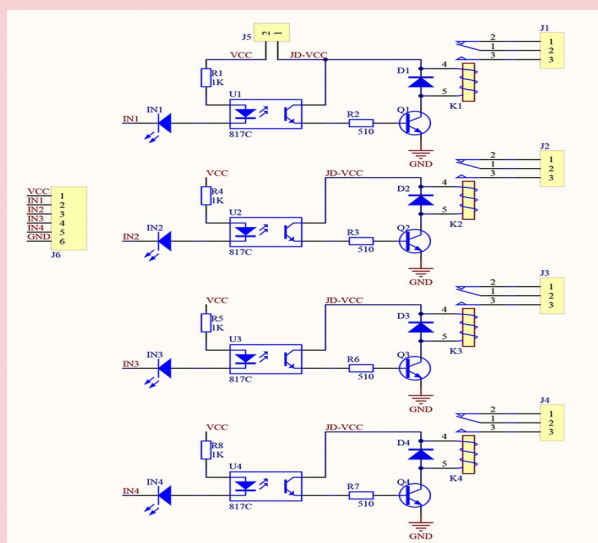 2 1
J5
VCC JD-VCC
R1
1K
U1
IN1 IN1
817C
R2
510
D1
Q1
GND
4
5
K1
J1
2 1
1 2
3 3
R4
1K
VCC
U2
IN2 IN2
817C
JD-VCC
R3
510
D2
Q2
GND
4
5
K2
J2
2 1
1 2
3 3
VCC 1
IN1 2
IN2 3
IN3 4
IN4 5
GND 6
J6
VCC
R5
1K
U3
IN3 IN3
817C
JD-VCC
R6
510
D3
Q3
GND
4
5
K3
J3
2 1
1 2
3 3
VCC
R8
1K
U4
IN4 IN4
817C
JD-VCC
R7
510
D4
Q4
GND
4
5
K4
J4
2 1
1 2
3 3